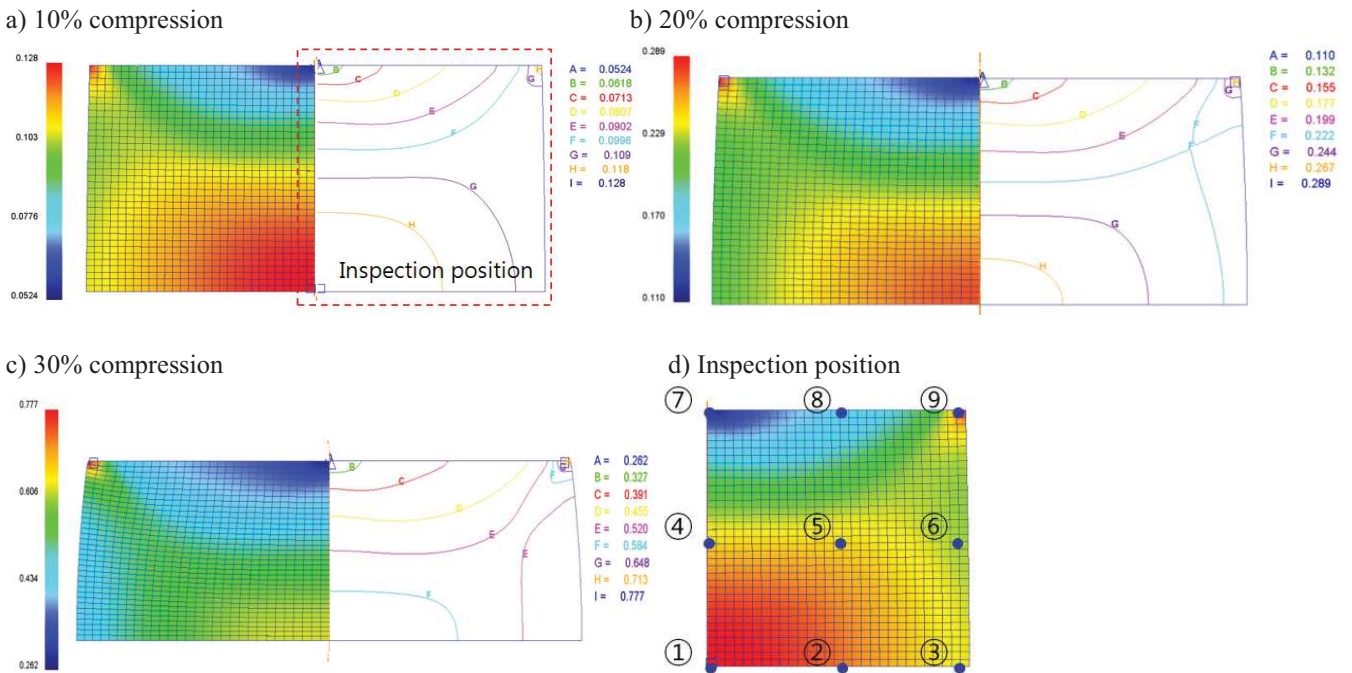 a) 10% compression
0.128
0.103
0.0776
0.0524
A
B
C
D
E
F
G
H
G
H
Inspection position
A = 0.0524
B = 0.0618
C = 0.0713
D = 0.0807
E = 0.0902
F = 0.0996
G = 0.109
H = 0.118
I = 0.128
b) 20% compression
0.289
0.229
0.170
0.110
A
B
C
D
E
F
F
G
G
H
A = 0.110
B = 0.132
C = 0.155
D = 0.177
E = 0.199
F = 0.222
G = 0.244
H = 0.267
I = 0.289
c) 30% compression
0.777
0.606
0.434
0.262
B
C
D
E
E
F
F
G
A = 0.262
B = 0.327
C = 0.391
D = 0.455
E = 0.520
F = 0.584
G = 0.648
H = 0.713
I = 0.777
d) Inspection position
⑦ ⑧ ⑨
④ ⑤ ⑥
① ② ③